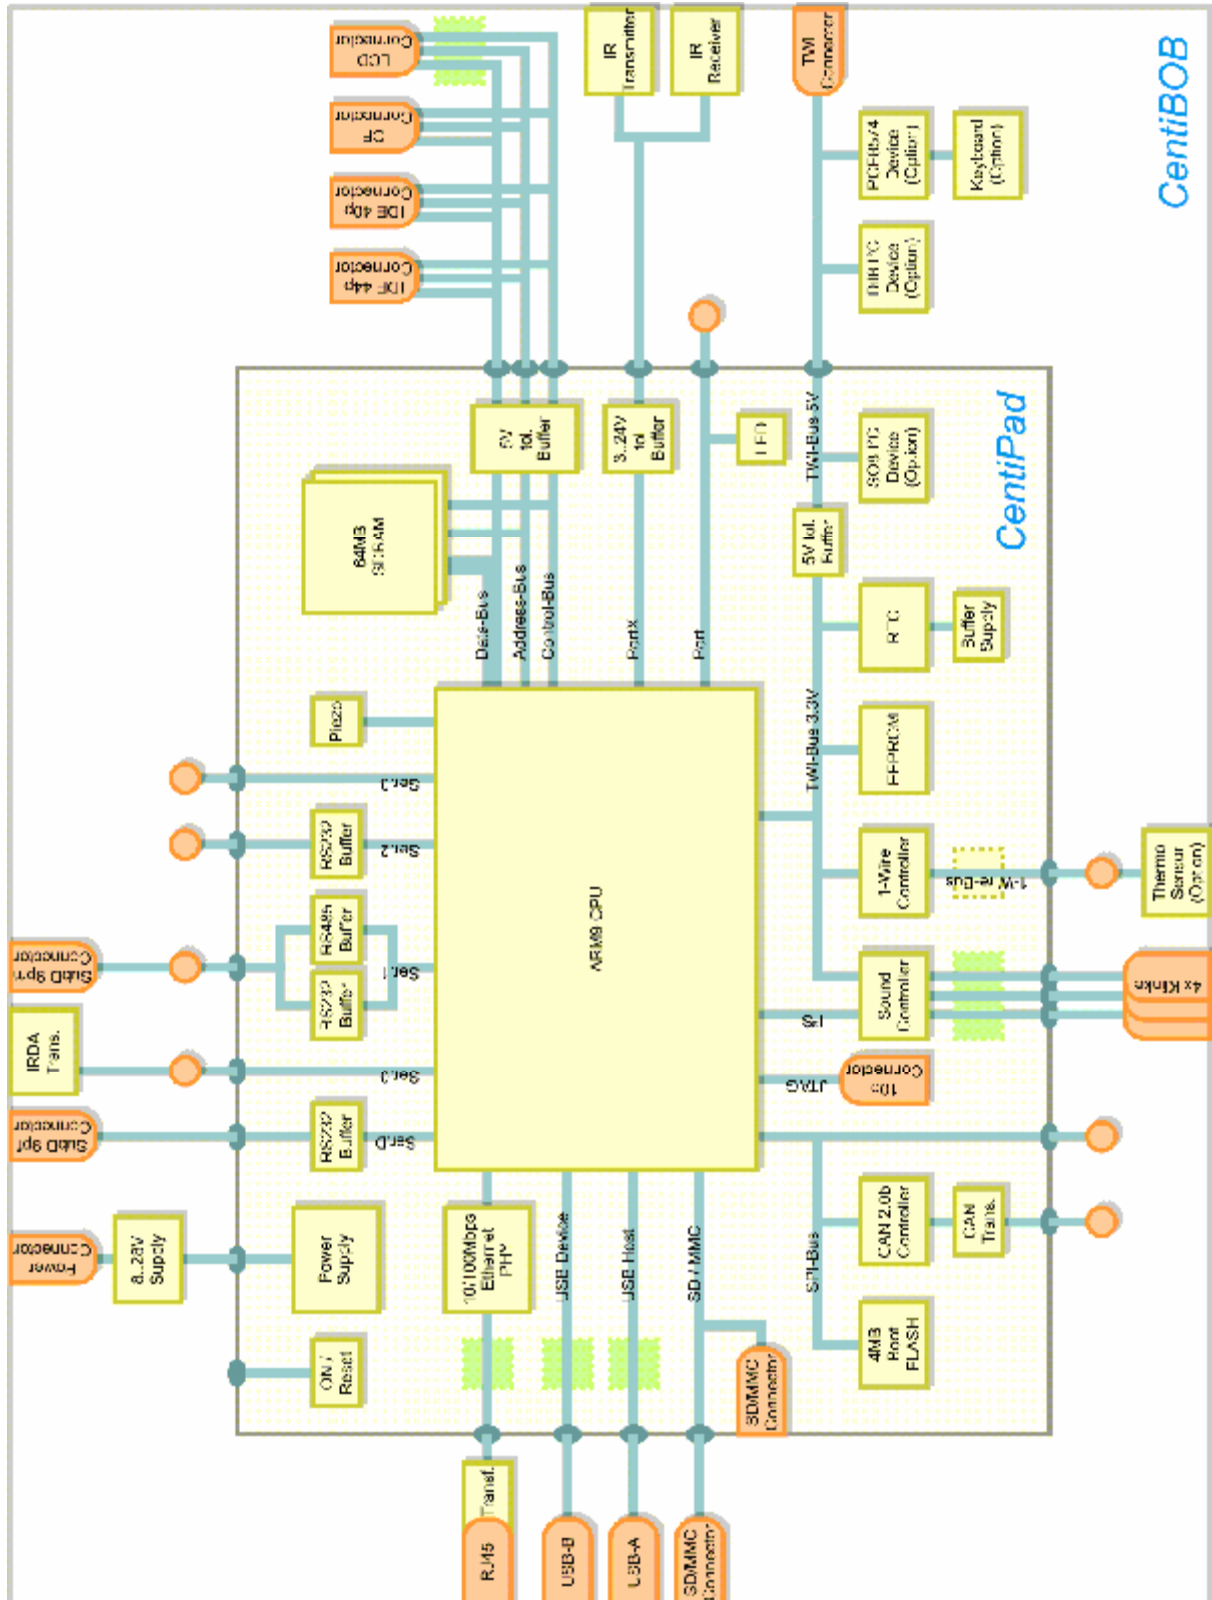 LCD
Connector
CF
Connector
IDE 40p
Connector
IDE 44p
Connector
IR
Transmitter
IR
Receiver
TWI
Connector
PCF8574
Device
(Option)
Keyboard
(Option)
Device
(Option)
CentiBOB
CentiPad
5V
tol.
Buffer
3..24V
tol
Buffer
LED
TWI-Bus 5V
SO8 I²C
Device
(Option)
64MB
SDRAM
Data-Bus
Address-Bus
Control-Bus
PortX
Port
5V tol.
Buffer
RTC
Buffer
Supply
Piezo
TWI-Bus 3.3V
EEPROM
Ser.3
RS232
Buffer
Ser.2
1-Wire
Controller
1-Wire-Bus
Thermo
Sensor
(Option)
SubD 9pm
Connector
RS485
Buffer
RS232
Buffer
Ser.1
ARM9 CPU
Sound
Controller
I²S
4x Klinke
IRDA
Trans.
Ser.0
JTAG
10p
Connector
SubD 9pf
Connector
RS232
Buffer
Ser.D
Power
Connector
8..28V
Supply
Power
Supply
10/100Mbps
Ethernet
PHY
USB Device
USB Host
SD / MMC
SPI-Bus
CAN 2.0b
Controller
CAN
Trans.
ON /
Reset
4MB
Boot
FLASH
SD/MMC
Connector
Transf.
RJ45
USB-B
USB-A
SD/MMC
Connector